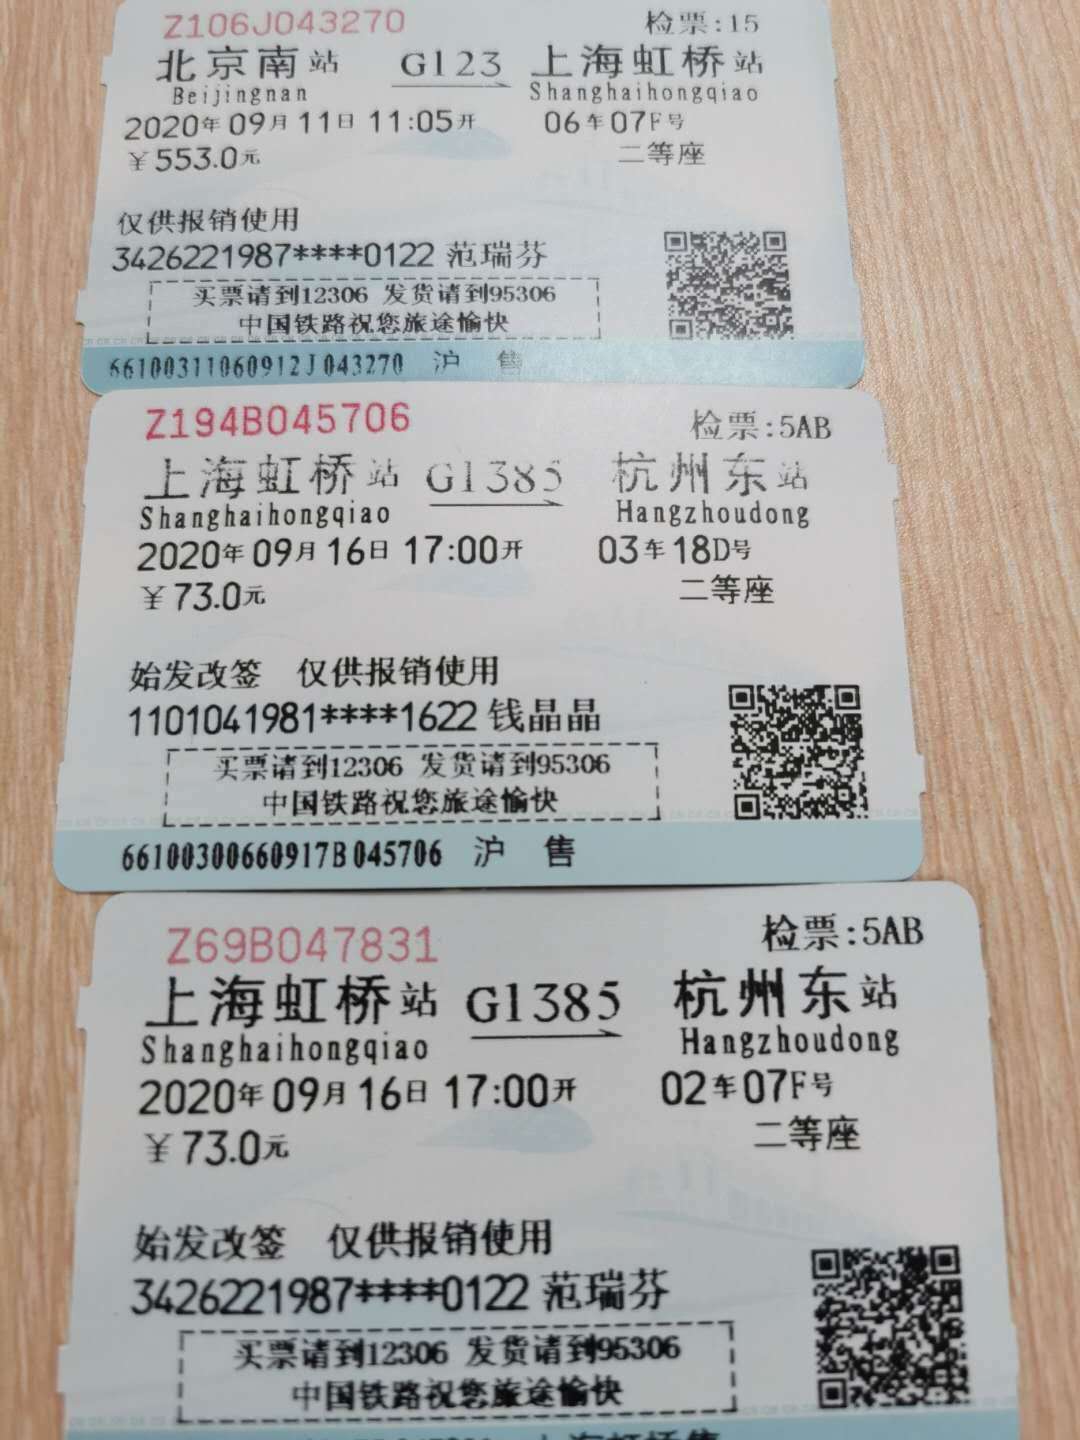 Z106J043270 检票:15
北京南站 G123 上海虹桥站
Beijingnan Shanghaihongqiao
2020年09月11日 11:05开 06车07F号
¥553.0元 二等座
仅供报销使用
3426221987****0122 范瑞芬
买票请到12306 发货请到95306
中国铁路祝您旅途愉快
66100311060912J043270 沪 售
Z194B045706 检票:5AB
上海虹桥站 G1385 杭州东站
Shanghaihongqiao Hangzhoudong
2020年09月16日 17:00开 03车18D号
¥73.0元 二等座
始发改签 仅供报销使用
1101041981****1622 钱晶晶
买票请到12306 发货请到95306
中国铁路祝您旅途愉快
66100300660917B045706 沪 售
Z69B047831 检票:5AB
上海虹桥站 G1385 杭州东站
Shanghaihongqiao Hangzhoudong
2020年09月16日 17:00开 02车07F号
¥73.0元 二等座
始发改签 仅供报销使用
3426221987****0122 范瑞芬
买票请到12306 发货请到95306
中国铁路祝您旅途愉快
上海虹桥售